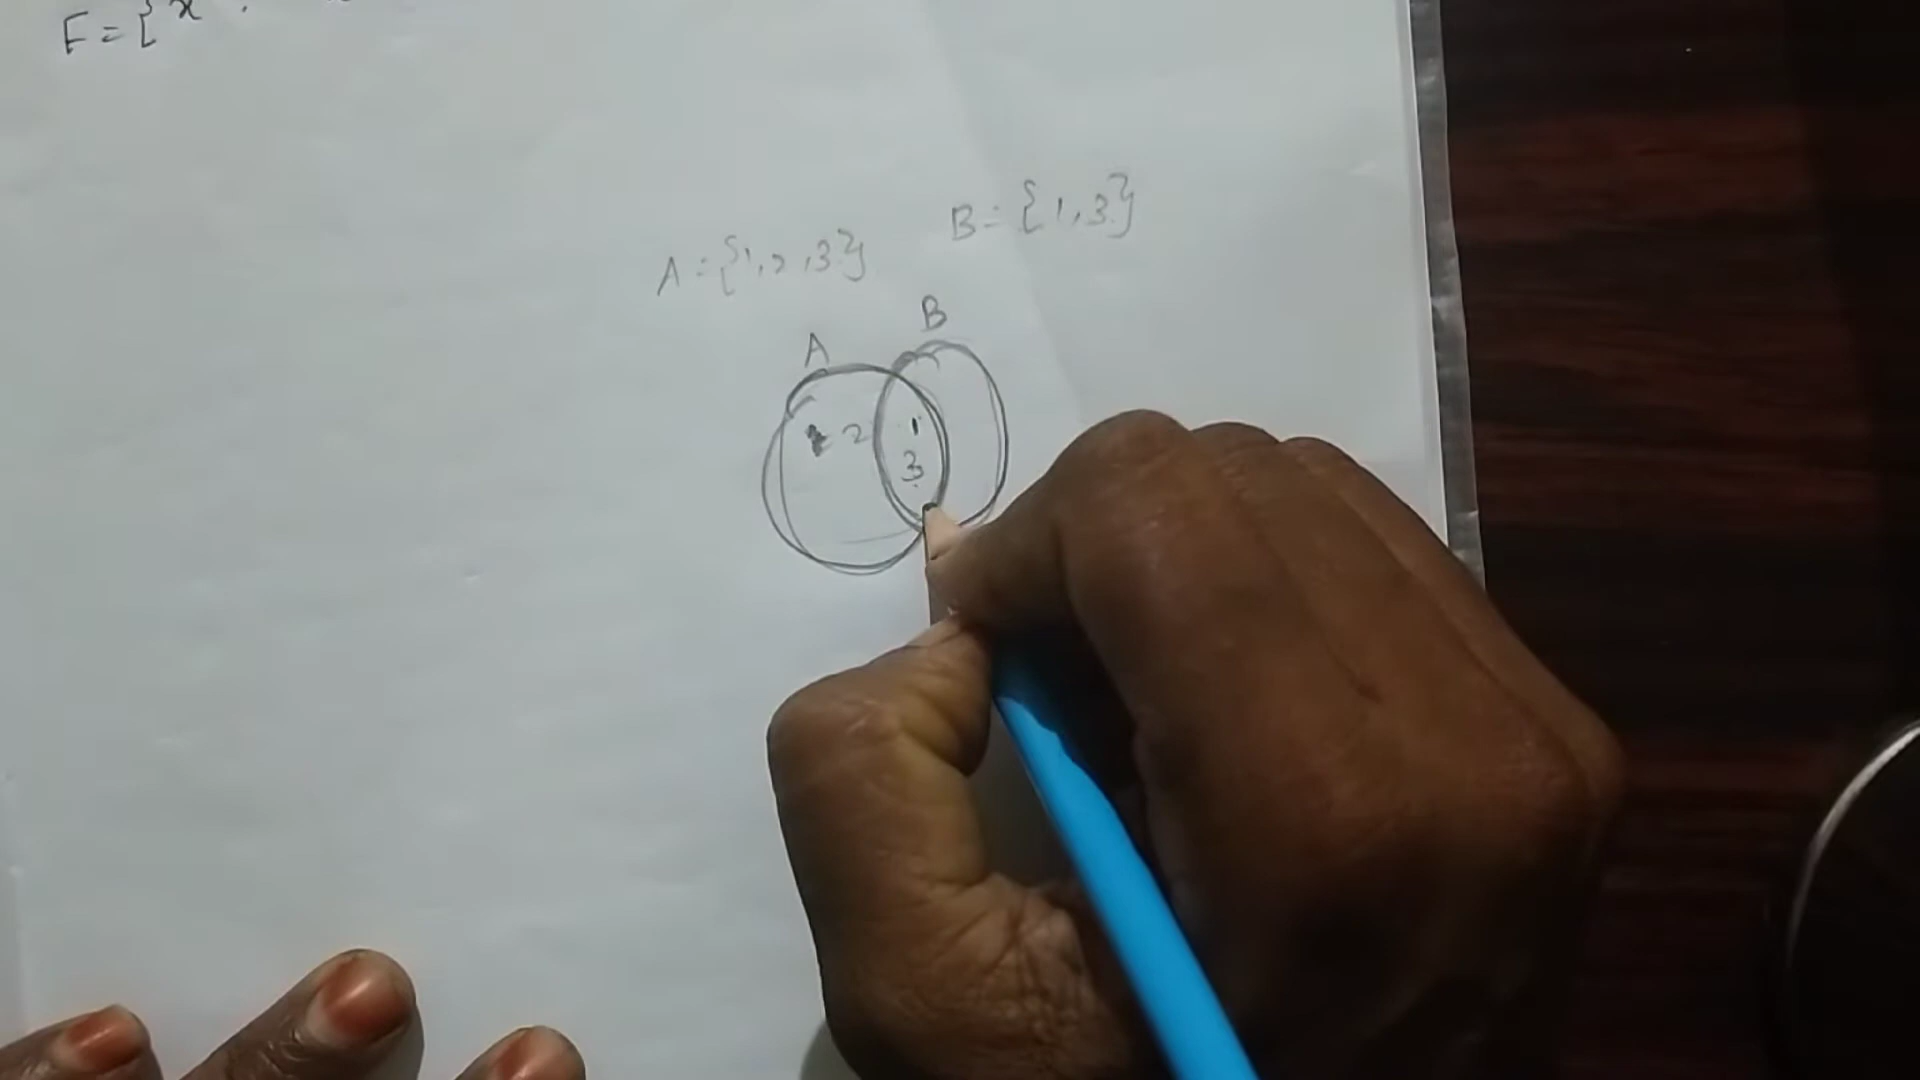 F = { x :
A = {1, 2, 3} B = {1, 3}
A B
2 1
3